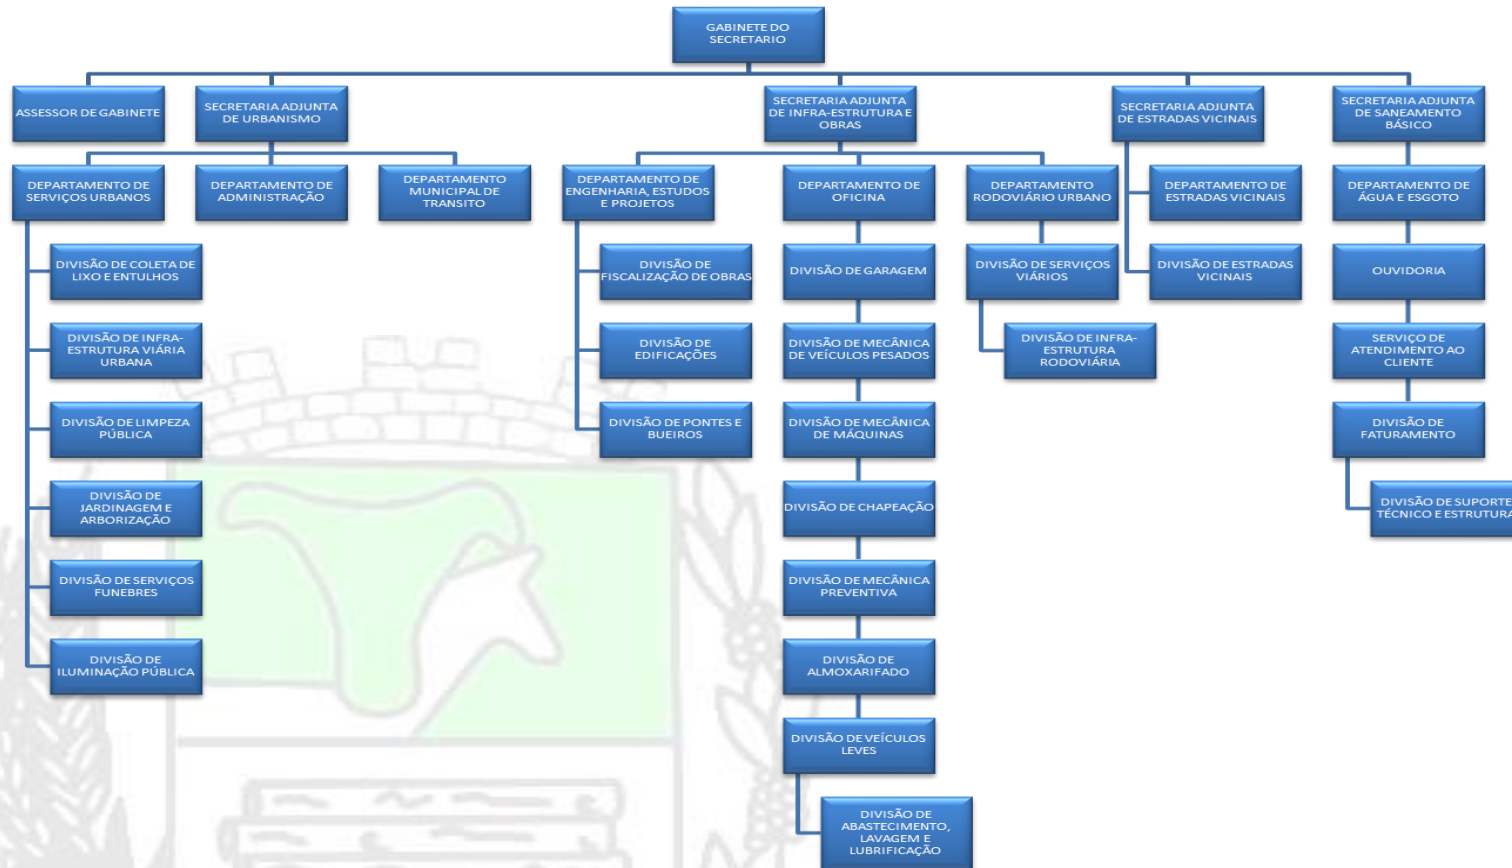 GABINETE DO
SECRETARIO
ASSESSOR DE GABINETE
SECRETARIA ADJUNTA
DE URBANISMO
SECRETARIA ADJUNTA
DE INFRA-ESTRUTURA E
OBRAS
SECRETARIA ADJUNTA
DE ESTRADAS VICINAIS
SECRETARIA ADJUNTA
DE SANEAMENTO
BÁSICO
DEPARTAMENTO DE
SERVIÇOS URBANOS
DEPARTAMENTO DE
ADMINISTRAÇÃO
DEPARTAMENTO
MUNICIPAL DE
TRANSITO
DEPARTAMENTO DE
ENGENHARIA, ESTUDOS
E PROJETOS
DEPARTAMENTO DE
OFICINA
DEPARTAMENTO
RODOVIÁRIO URBANO
DEPARTAMENTO DE
ESTRADAS VICINAIS
DEPARTAMENTO DE
ÁGUA E ESGOTO
DIVISÃO DE COLETA DE
LIXO E ENTULHOS
DIVISÃO DE
FISCALIZAÇÃO DE OBRAS
DIVISÃO DE GARAGEM
DIVISÃO DE SERVIÇOS
VIÁRIOS
DIVISÃO DE ESTRADAS
VICINAIS
OUVIDORIA
DIVISÃO DE INFRA-
ESTRUTURA VIÁRIA
URBANA
DIVISÃO DE
EDIFICAÇÕES
DIVISÃO DE MECÂNICA
DE VEÍCULOS PESADOS
DIVISÃO DE INFRA-
ESTRUTURA
RODOVIÁRIA
SERVIÇO DE
ATENDIMENTO AO
CLIENTE
DIVISÃO DE LIMPEZA
PÚBLICA
DIVISÃO DE PONTES E
BUEIROS
DIVISÃO DE MECÂNICA
DE MÁQUINAS
DIVISÃO DE
FATURAMENTO
DIVISÃO DE
JARDINAGEM E
ARBORIZAÇÃO
DIVISÃO DE CHAPEAÇÃO
DIVISÃO DE SUPORTE
TÉCNICO E ESTRUTURA
DIVISÃO DE SERVIÇOS
FUNEBRES
DIVISÃO DE MECÂNICA
PREVENTIVA
DIVISÃO DE
ILUMINAÇÃO PÚBLICA
DIVISÃO DE
ALMOXARIFADO
DIVISÃO DE VEÍCULOS
LEVES
DIVISÃO DE
ABASTECIMENTO,
LAVAGEM E
LUBRIFICAÇÃO